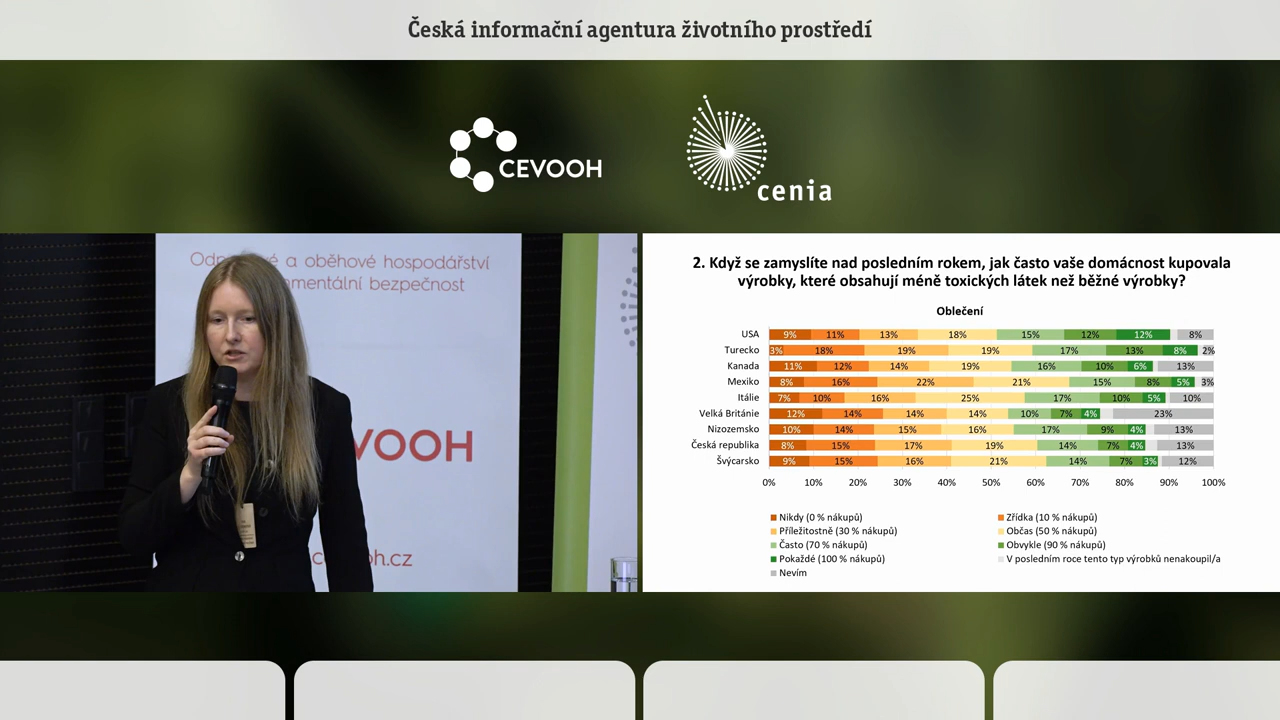 Česká informační agentura životního prostředí
CEVOOH
cenia
a oběhové hospodářství
bezpečnost
VOOH
2. Když se zamyslíte nad posledním rokem, jak často vaše domácnost kupovala
výrobky, které obsahují méně toxických látek než běžné výrobky?
Oblečení
USA 9% 11% 13% 18% 15% 12% 12% 8%
Turecko 3% 18% 19% 19% 17% 13% 8% 2%
Kanada 11% 12% 14% 19% 16% 10% 6% 13%
Mexiko 8% 16% 22% 21% 15% 8% 5% 3%
Itálie 7% 10% 16% 25% 17% 10% 5% 10%
Velká Británie 12% 14% 14% 14% 10% 7% 4% 23%
Nizozemsko 10% 14% 15% 16% 17% 9% 4% 13%
Česká republika 8% 15% 17% 19% 14% 7% 4% 13%
Švýcarsko 9% 15% 16% 21% 14% 7% 3% 12%
0% 10% 20% 30% 40% 50% 60% 70% 80% 90% 100%
Nikdy (0 % nákupů) Zřídka (10 % nákupů)
Příležitostně (30 % nákupů) Občas (50 % nákupů)
Často (70 % nákupů) Obvykle (90 % nákupů)
Pokaždé (100 % nákupů) V posledním roce tento typ výrobků nenakoupil/a
Nevím